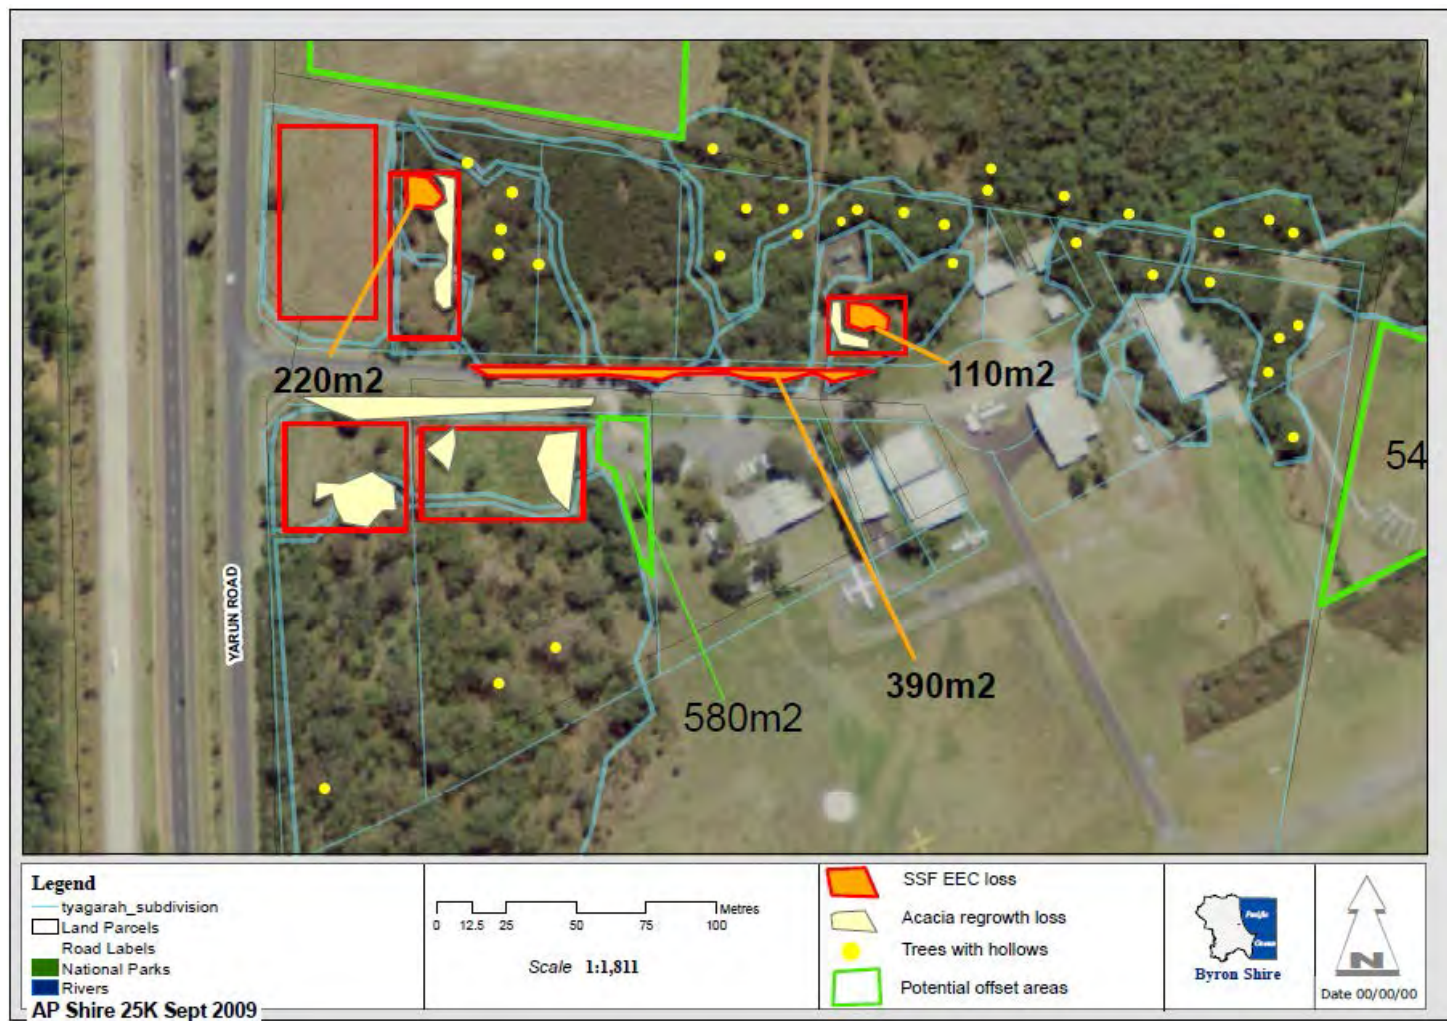 220m2
110m2
54
390m2
580m2
YARUN ROAD
Legend
tyagarah_subdivision
Land Parcels
Road Labels
National Parks
Rivers
AP Shire 25K Sept 2009
Metres
0 12.5 25 50 75 100
Scale 1:1,811
SSF EEC loss
Acacia regrowth loss
Trees with hollows
Potential offset areas
Pacific
Ocean
Byron Shire
N
Date 00/00/00